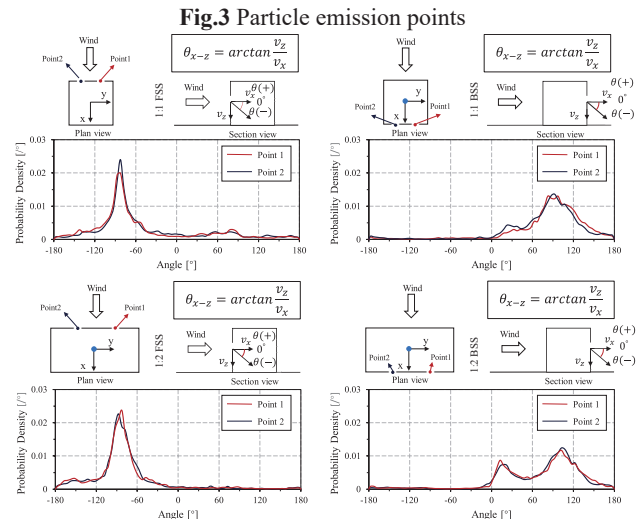 Fig.3 Particle emission points
Wind
Point2
Point1
y
x
Plan view
1:1 FSS
θx-z = arctan vz/vx
Wind
θ(+)
vx
0°
vz
θ(−)
Section view
Probability Density [/°]
0.03
0.02
0.01
0
-180
-120
-60
0
60
120
180
Angle [°]
Point 1
Point 2
Wind
Point2
Point1
y
x
Plan view
1:1 BSS
θx-z = arctan vz/vx
Wind
θ(+)
vx
0°
vz
θ(−)
Section view
Probability Density [/°]
0.03
0.02
0.01
0
-180
-120
-60
0
60
120
180
Angle [°]
Point 1
Point 2
Wind
Point2
Point1
y
x
Plan view
1:2 FSS
θx-z = arctan vz/vx
Wind
θ(+)
vx
0°
vz
θ(−)
Section view
Probability Density [/°]
0.03
0.02
0.01
0
-180
-120
-60
0
60
120
180
Angle [°]
Point 1
Point 2
Wind
Point2
Point1
y
x
Plan view
1:2 BSS
θx-z = arctan vz/vx
Wind
θ(+)
vx
0°
vz
θ(−)
Section view
Probability Density [/°]
0.03
0.02
0.01
0
-180
-120
-60
0
60
120
180
Angle [°]
Point 1
Point 2